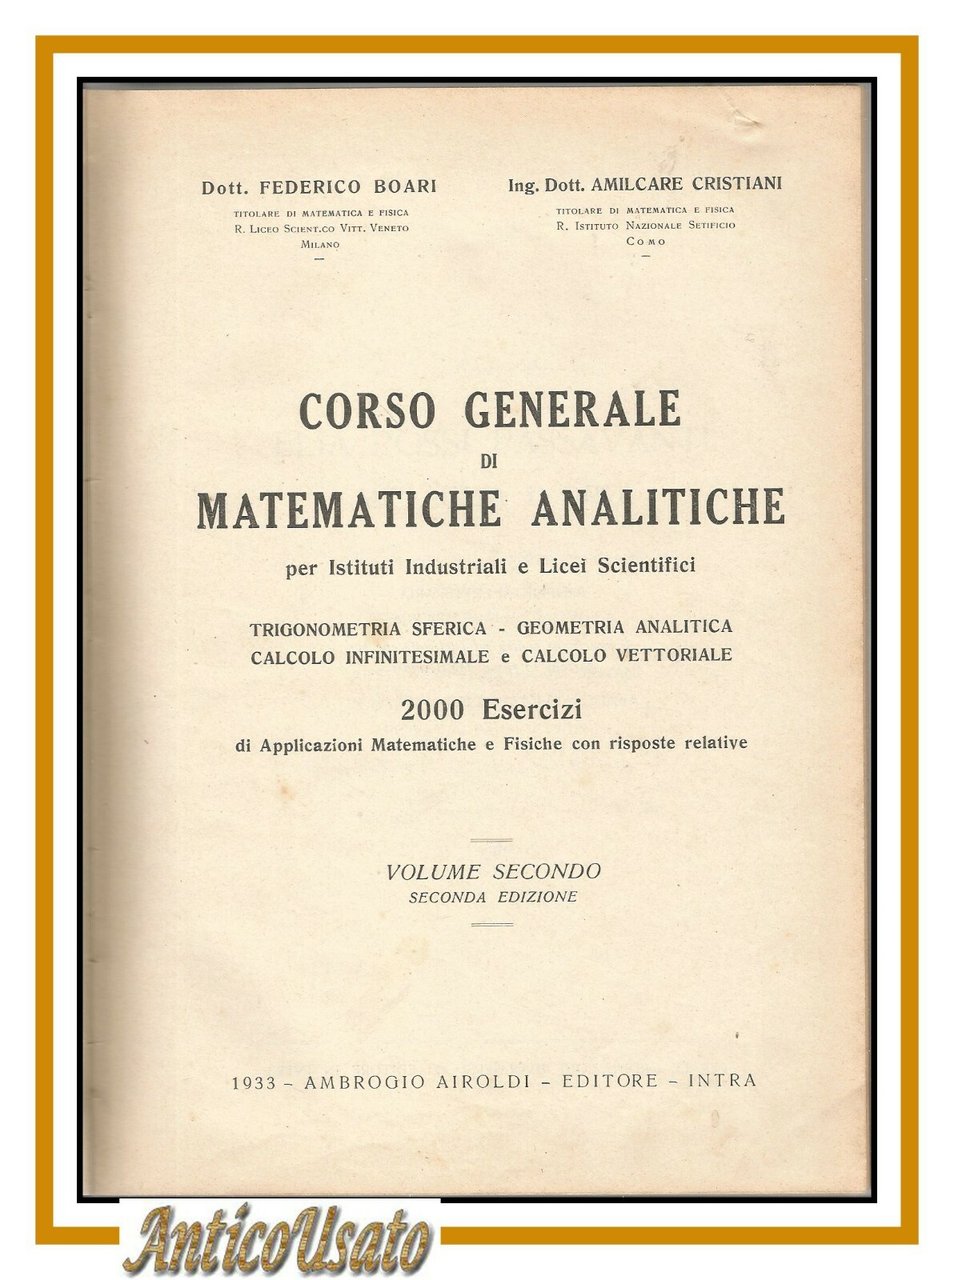 Dott. FEDERICO BOARI
TITOLARE DI MATEMATICA E FISICA
R. LICEO SCIENT.CO VITT. VENETO
MILANO
Ing. Dott. AMILCARE CRISTIANI
TITOLARE DI MATEMATICA E FISICA
R. ISTITUTO NAZIONALE SETIFICIO
COMO
CORSO GENERALE
DI
MATEMATICHE ANALITICHE
per Istituti Industriali e Licei Scientifici
TRIGONOMETRIA SFERICA - GEOMETRIA ANALITICA
CALCOLO INFINITESIMALE e CALCOLO VETTORIALE
2000 Esercizi
di Applicazioni Matematiche e Fisiche con risposte relative
VOLUME SECONDO
SECONDA EDIZIONE
1933 - AMBROGIO AIROLDI - EDITORE - INTRA
AnticoUsato